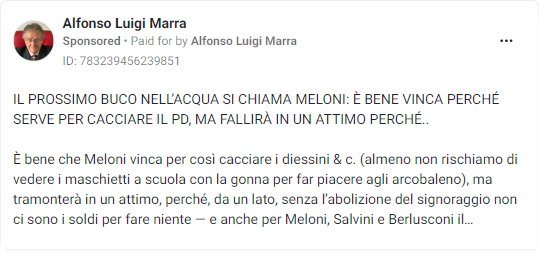 Alfonso Luigi Marra
Sponsored • Paid for by Alfonso Luigi Marra
ID: 783239456239851
IL PROSSIMO BUCO NELL'ACQUA SI CHIAMA MELONI: È BENE VINCA PERCHÉ
SERVE PER CACCIARE IL PD, MA FALLIRÀ IN UN ATTIMO PERCHÉ..
È bene che Meloni vinca per così cacciare i diessini & c. (almeno non rischiamo di
vedere i maschietti a scuola con la gonna per far piacere agli arcobaleno), ma
tramonterà in un attimo, perché, da un lato, senza l'abolizione del signoraggio non
ci sono i soldi per fare niente — e anche per Meloni, Salvini e Berlusconi il...